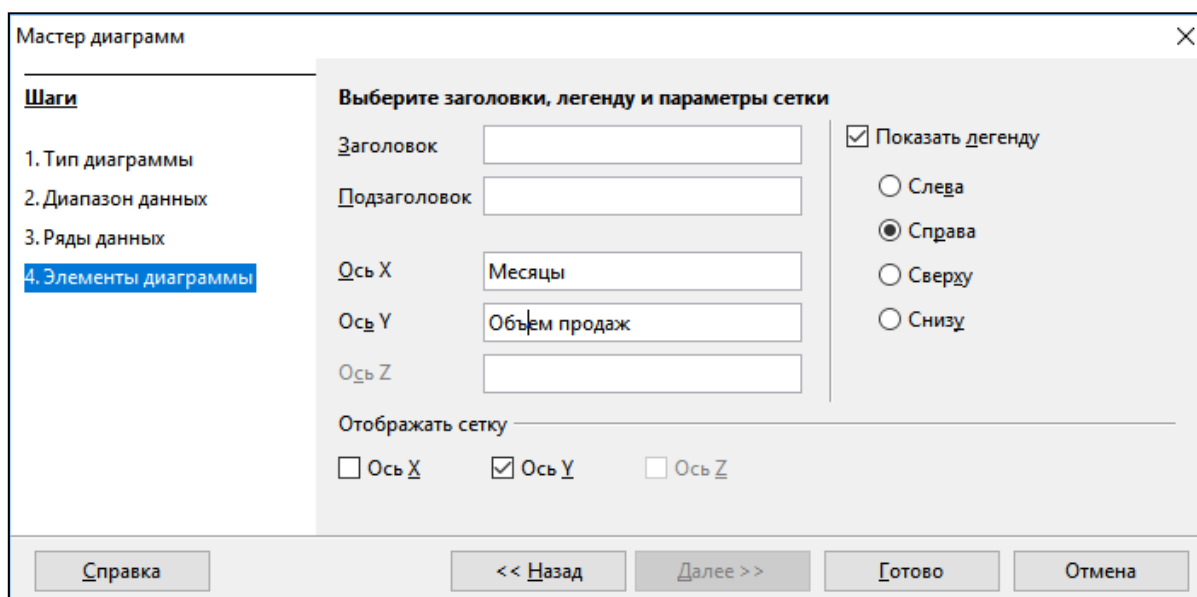 Мастер диаграмм
Шаги
1. Тип диаграммы
2. Диапазон данных
3. Ряды данных
4. Элементы диаграммы
Выберите заголовки, легенду и параметры сетки
Заголовок
Подзаголовок
Ось X Месяцы
Ось Y Объем продаж
Ось Z
Показать легенду
Слева
Справа
Сверху
Снизу
Отображать сетку
Ось X Ось Y Ось Z
Справка << Назад Далее >> Готово Отмена